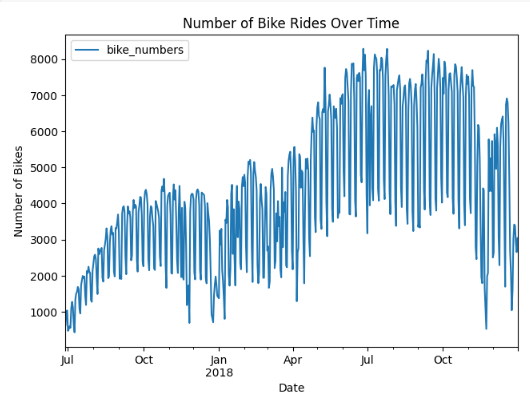 Number of Bike Rides Over Time
bike_numbers
8000
7000
6000
5000
4000
3000
2000
1000
Number of Bikes
Jul
Oct
Jan
2018
Apr
Jul
Oct
Date